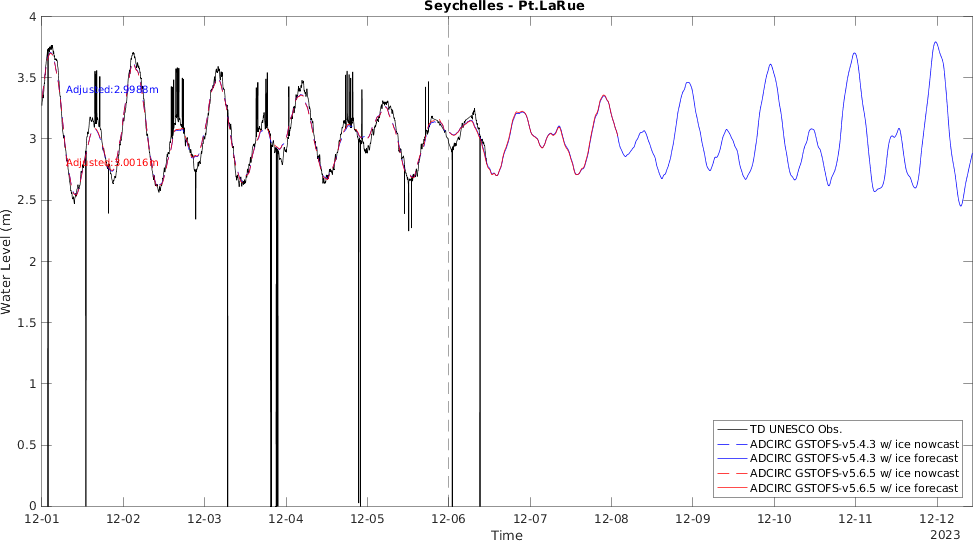 Seychelles - Pt.LaRue
4
3.5
3
2.5
2
1.5
1
0.5
0
Water Level (m)
Adjusted:2.9988m
Adjusted:3.0016m
TD UNESCO Obs.
ADCIRC GSTOFS-v5.4.3 w/ ice nowcast
ADCIRC GSTOFS-v5.4.3 w/ ice forecast
ADCIRC GSTOFS-v5.6.5 w/ ice nowcast
ADCIRC GSTOFS-v5.6.5 w/ ice forecast
12-01 12-02 12-03 12-04 12-05 12-06 12-07 12-08 12-09 12-10 12-11 12-12
Time
2023